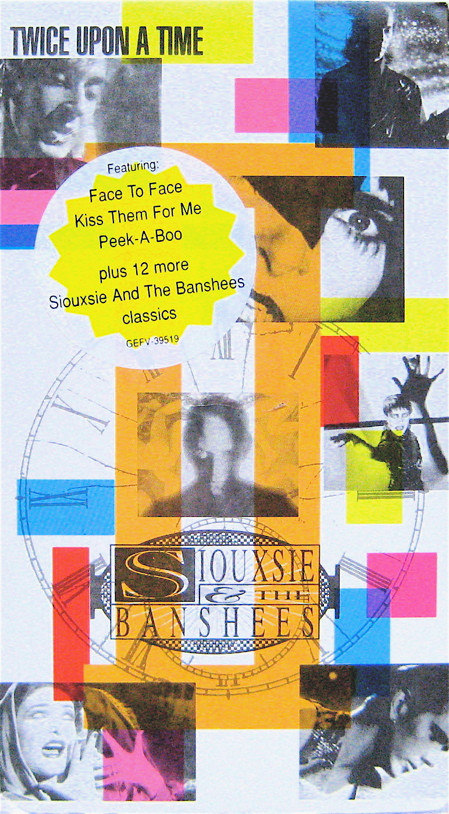 TWICE UPON A TIME
Featuring:
Face To Face
Kiss Them For Me
Peek-A-Boo
plus 12 more
Siouxsie And The Banshees
classics
GEFV-39519
XII
SIOUXSIE
& THE
BANSHEES